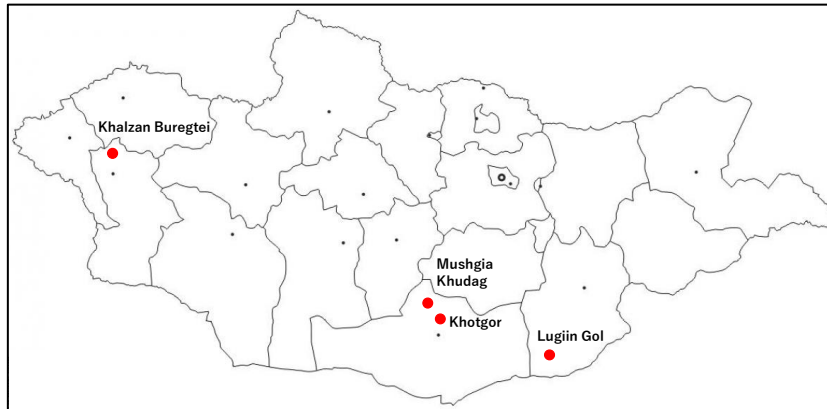 Khalzan Buregtei
Mushgia
Khudag
Khotgor
Lugiin Gol